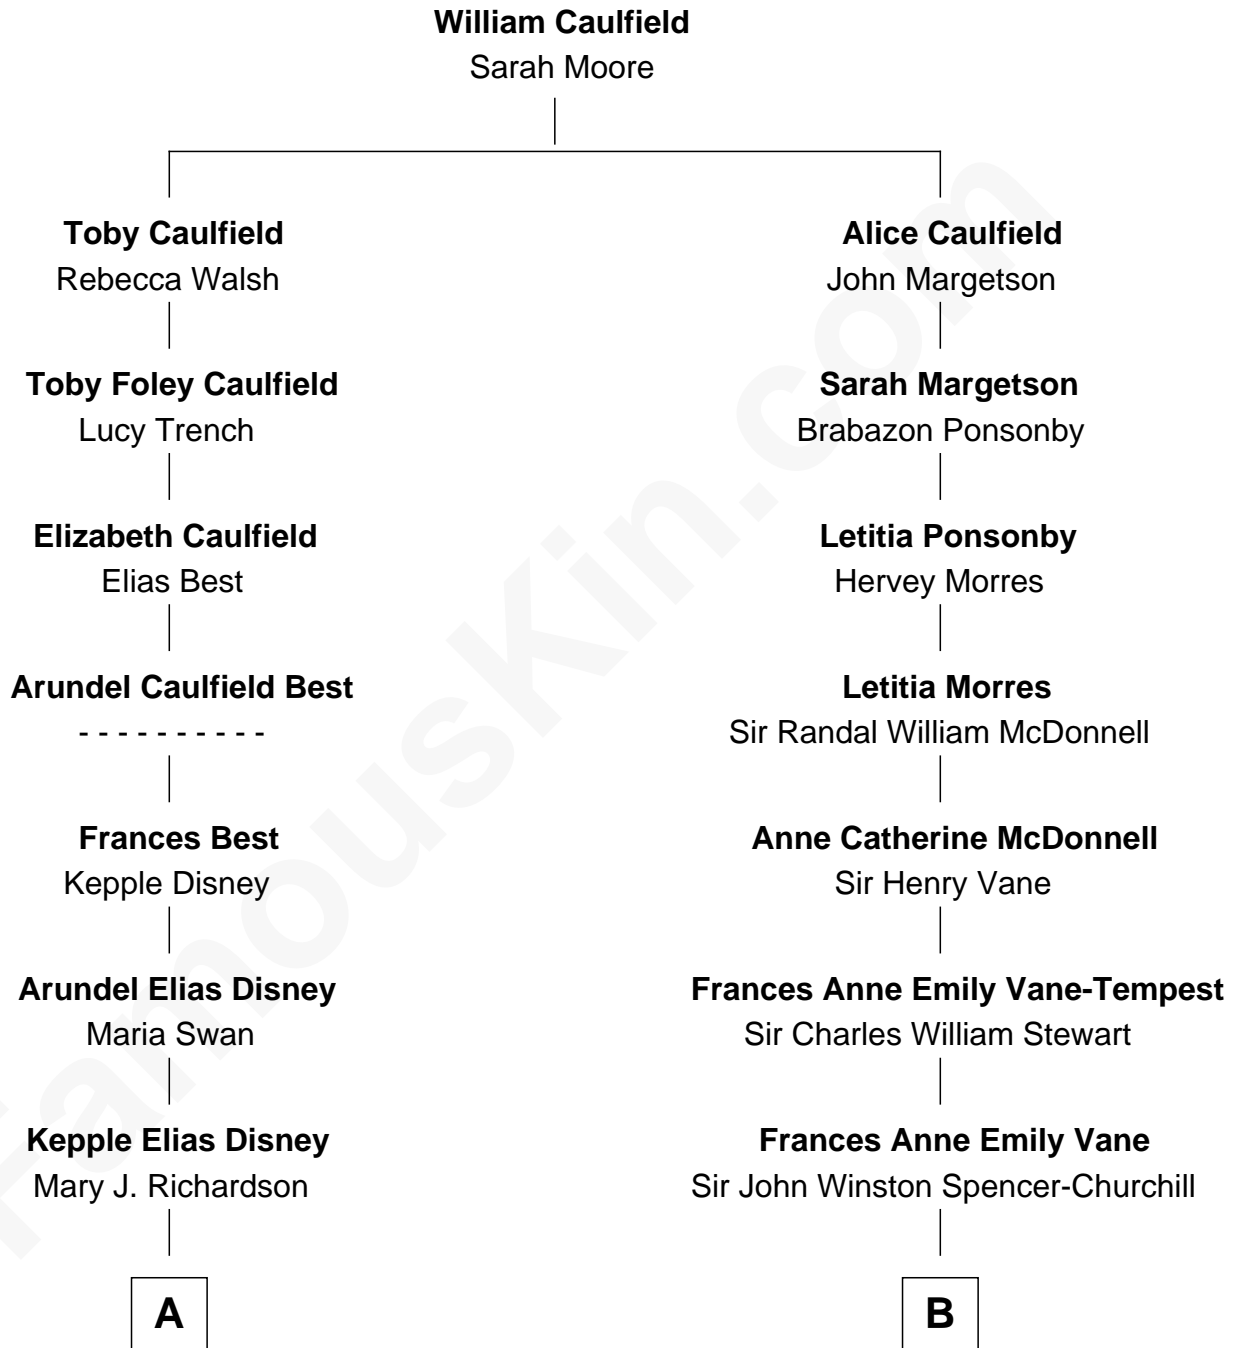 William Caulfield
Sarah Moore
Toby Caulfield
Rebecca Walsh
Alice Caulfield
John Margetson
Toby Foley Caulfield
Lucy Trench
Sarah Margetson
Brabazon Ponsonby
Elizabeth Caulfield
Elias Best
Letitia Ponsonby
Hervey Morres
Arundel Caulfield Best
- - - - - - - - - -
Letitia Morres
Sir Randal William McDonnell
Frances Best
Kepple Disney
Anne Catherine McDonnell
Sir Henry Vane
Arundel Elias Disney
Maria Swan
Frances Anne Emily Vane-Tempest
Sir Charles William Stewart
Kepple Elias Disney
Mary J. Richardson
Frances Anne Emily Vane
Sir John Winston Spencer-Churchill
A
B
FamousKin.com